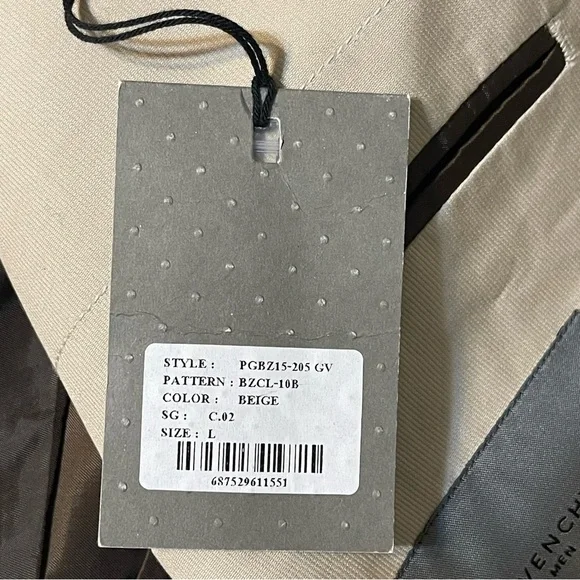 STYLE : PGBZ15-205 GV
PATTERN : BZCL-10B
COLOR : BEIGE
SG : C.02
SIZE : L
687529611551
VENCH
MEN